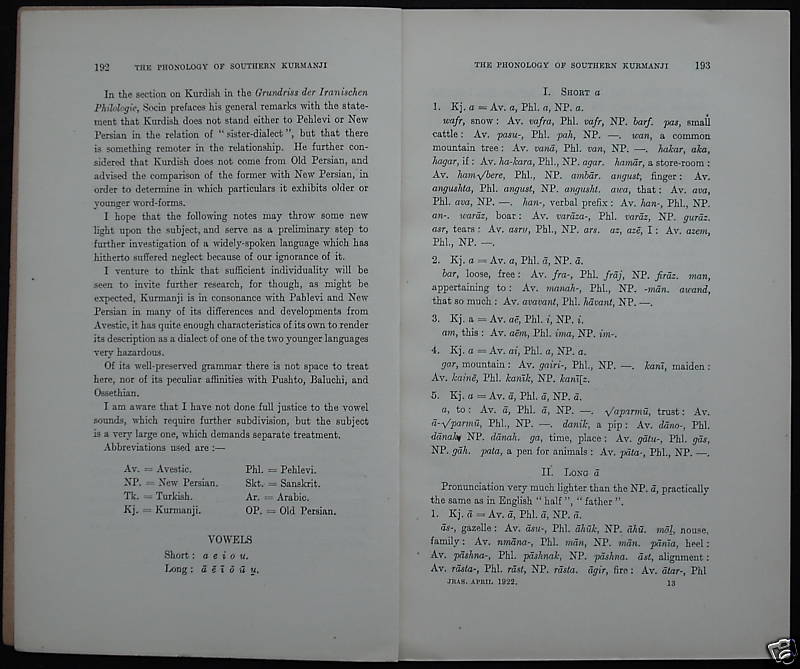 192 THE PHONOLOGY OF SOUTHERN KURMANJI
In the section on Kurdish in the Grundriss der Iranischen
Philologie, Socin prefaces his general remarks with the state-
ment that Kurdish does not stand either to Pehlevi or New
Persian in the relation of " sister-dialect ", but that there
is something remoter in the relationship. He further con-
sidered that Kurdish does not come from Old Persian, and
advised the comparison of the former with New Persian, in
order to determine in which particulars it exhibits older or
younger word-forms.
I hope that the following notes may throw some new
light upon the subject, and serve as a preliminary step to
further investigation of a widely-spoken language which has
hitherto suffered neglect because of our ignorance of it.
I venture to think that sufficient individuality will be
seen to invite further research, for though, as might be
expected, Kurmanji is in consonance with Pahlevi and New
Persian in many of its differences and developments from
Avestic, it has quite enough characteristics of its own to render
its description as a dialect of one of the two younger languages
very hazardous.
Of its well-preserved grammar there is not space to treat
here, nor of its peculiar affinities with Pushto, Baluchi, and
Ossethian.
I am aware that I have not done full justice to the vowel
sounds, which require further subdivision, but the subject
is a very large one, which demands separate treatment.
Abbreviations used are :—
Av. = Avestic. Phl. = Pehlevi.
NP. = New Persian. Skt. = Sanskrit.
Tk. = Turkish. Ar. = Arabic.
Kj. = Kurmanji. OP. = Old Persian.
VOWELS
Short : a e i o u.
Long : ā ē ī ō ū ṵ.
THE PHONOLOGY OF SOUTHERN KURMANJI 193
I. Short a
1. Kj. a = Av. a, Phl. a, NP. a.
wafr, snow : Av. vafra, Phl. vafr, NP. barf. pas, small
cattle : Av. pasu-, Phl. pah, NP. —. wan, a common
mountain tree : Av. vanā, Phl. van, NP. —. hakar, aka,
hagar, if : Av. ha-kara, Phl., NP. agar. hamār, a store-room :
Av. ham√bere, Phl., NP. ambār. angust, finger : Av.
angushta, Phl. angust, NP. angusht. awa, that : Av. ava,
Phl. ava, NP. —. han-, verbal prefix : Av. han-, Phl., NP.
an-. warāz, boar : Av. varāza-, Phl. varāz, NP. gurāz.
asr, tears : Av. asru, Phl., NP. ars. az, azē, I : Av. azem,
Phl., NP. —.
2. Kj. a = Av. a, Phl. ā, NP. ā.
bar, loose, free : Av. fra-, Phl. frāj, NP. firāz. man,
appertaining to : Av. manah-, Phl., NP. -mān. awand,
that so much : Av. avavant, Phl. hāvant, NP. —.
3. Kj. a = Av. aē, Phl. i, NP. i.
am, this : Av. aēm, Phl. ima, NP. im-.
4. Kj. a = Av. ai, Phl. a, NP. a.
gar, mountain : Av. gairi-, Phl., NP. —. kanī, maiden :
Av. kainē, Phl. kanīk, NP. kanī[z.
5. Kj. a = Av. ā, Phl. ā, NP. ā.
a, to : Av. ā, Phl. ā, NP. —. √aparmū, trust : Av.
ā-√parmū, Phl., NP. —. danik, a pip : Av. dāno-, Phl.
dānak, NP. dānah. ga, time, place : Av. gātu-, Phl. gās,
NP. gāh. pata, a pen for animals : Av. pāta-, Phl., NP. —.
II. Long ā
Pronunciation very much lighter than the NP. ā, practically
the same as in English " half ", " father ".
1. Kj. ā = Av. ā, Phl. ā, NP. ā.
ās-, gazelle : Av. āsu-, Phl. āhūk, NP. āhū. mōḷ, house,
family : Av. nmāna-, Phl. mān, NP. mān. pānīa, heel :
Av. pāshna-, Phl. pāshnak, NP. pāshna. āst, alignment :
Av. rāsta-, Phl. rāst, NP. rāsta. āgir, fire : Av. ātar-, Phl
JRAS. APRIL 1922. 13